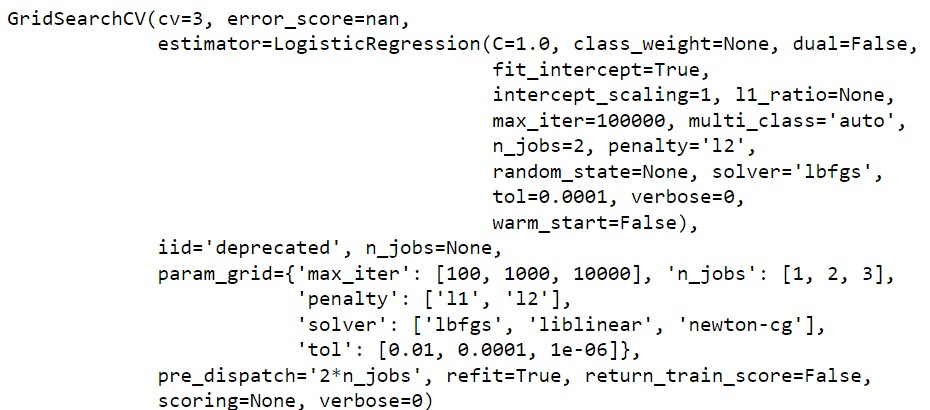 GridSearchCV(cv=3, error_score=nan,
             estimator=LogisticRegression(C=1.0, class_weight=None, dual=False,
                                          fit_intercept=True,
                                          intercept_scaling=1, l1_ratio=None,
                                          max_iter=100000, multi_class='auto',
                                          n_jobs=2, penalty='l2',
                                          random_state=None, solver='lbfgs',
                                          tol=0.0001, verbose=0,
                                          warm_start=False),
             iid='deprecated', n_jobs=None,
             param_grid={'max_iter': [100, 1000, 10000], 'n_jobs': [1, 2, 3],
                         'penalty': ['l1', 'l2'],
                         'solver': ['lbfgs', 'liblinear', 'newton-cg'],
                         'tol': [0.01, 0.0001, 1e-06]},
             pre_dispatch='2*n_jobs', refit=True, return_train_score=False,
             scoring=None, verbose=0)